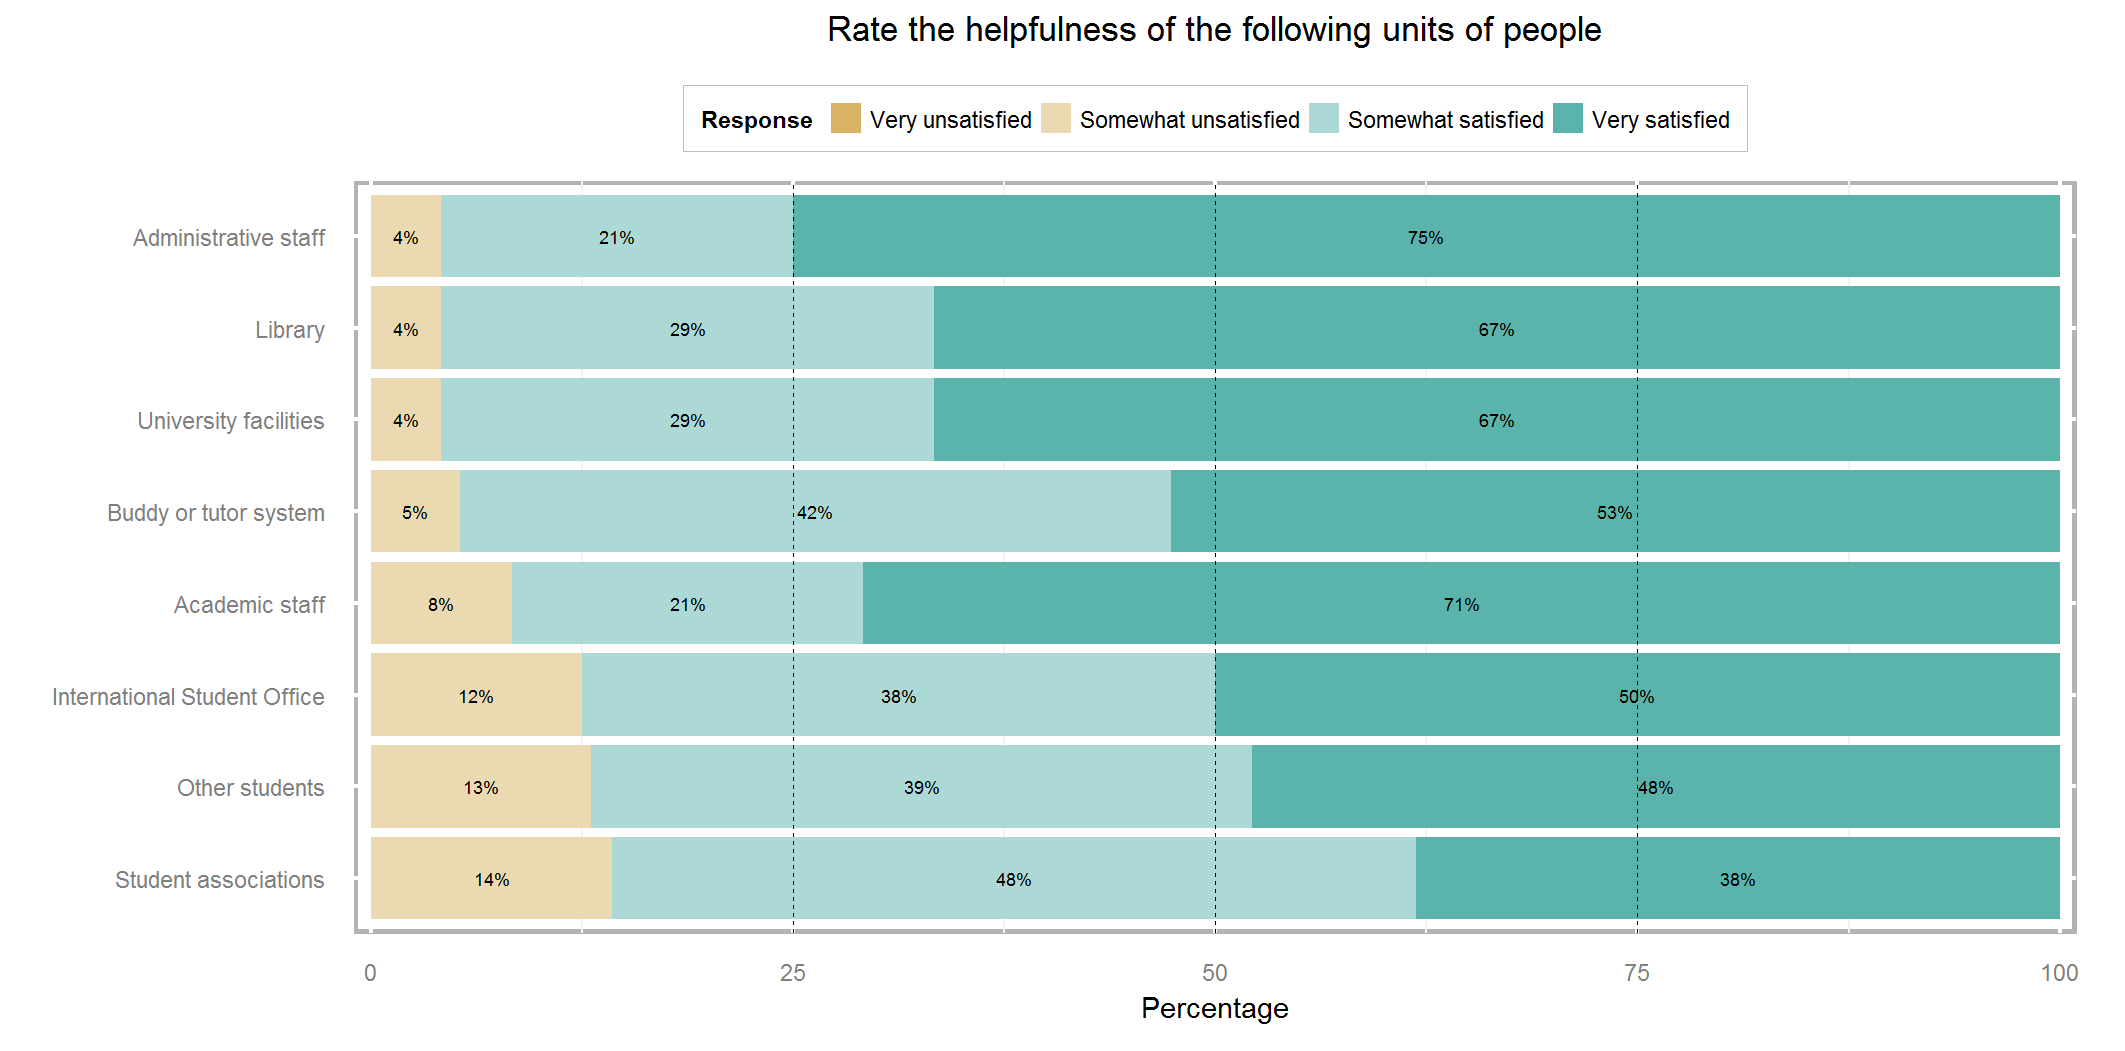 Rate the helpfulness of the following units of people
Response Very unsatisfied Somewhat unsatisfied Somewhat satisfied Very satisfied
Administrative staff 4% 21% 75%
Library 4% 29% 67%
University facilities 4% 29% 67%
Buddy or tutor system 5% 42% 53%
Academic staff 8% 21% 71%
International Student Office 12% 38% 50%
Other students 13% 39% 48%
Student associations 14% 48% 38%
0 25 50 75 100
Percentage